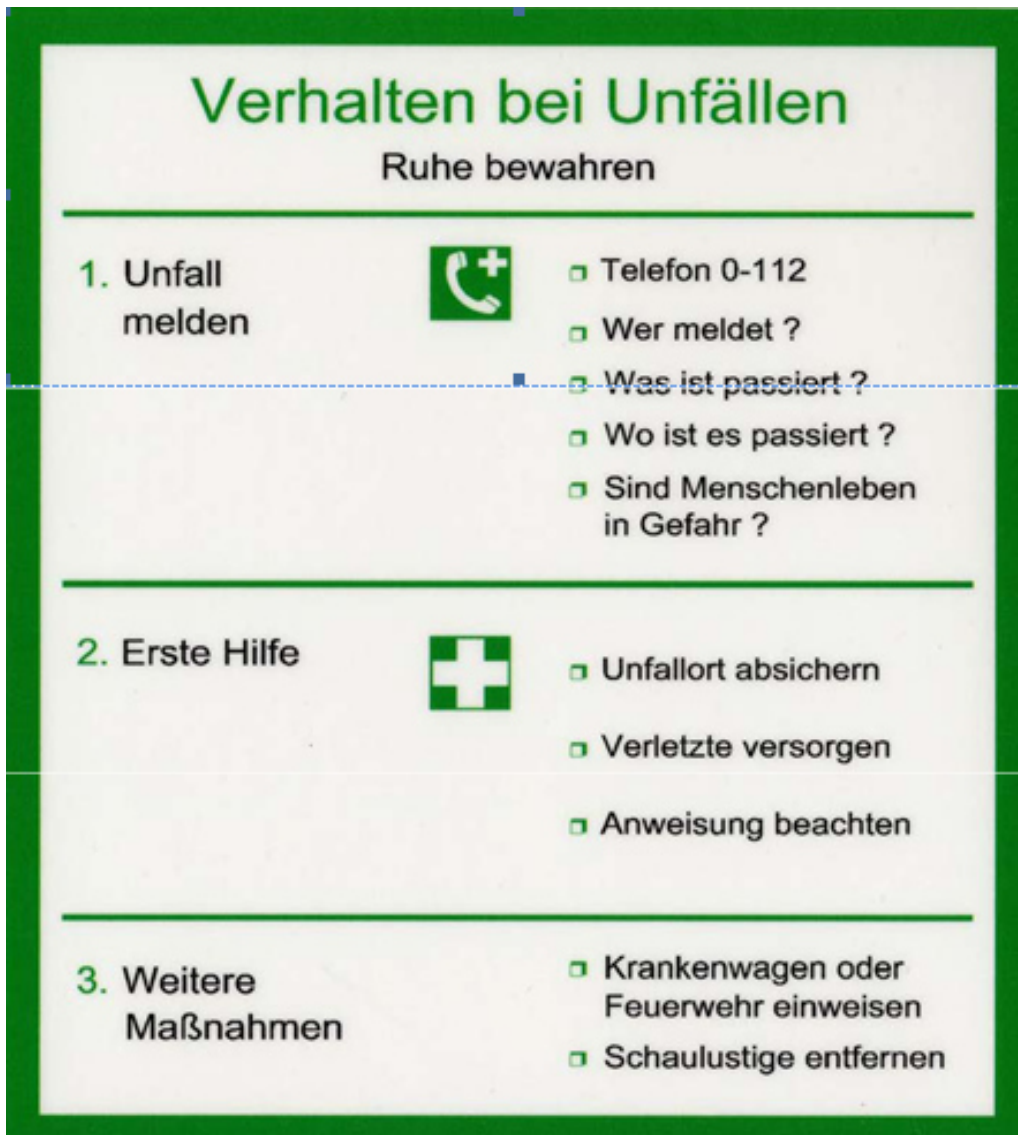 Verhalten bei Unfällen
Ruhe bewahren
1. Unfall
melden
Telefon 0-112
Wer meldet ?
Was ist passiert ?
Wo ist es passiert ?
Sind Menschenleben
in Gefahr ?
2. Erste Hilfe
Unfallort absichern
Verletzte versorgen
Anweisung beachten
3. Weitere
Maßnahmen
Krankenwagen oder
Feuerwehr einweisen
Schaulustige entfernen